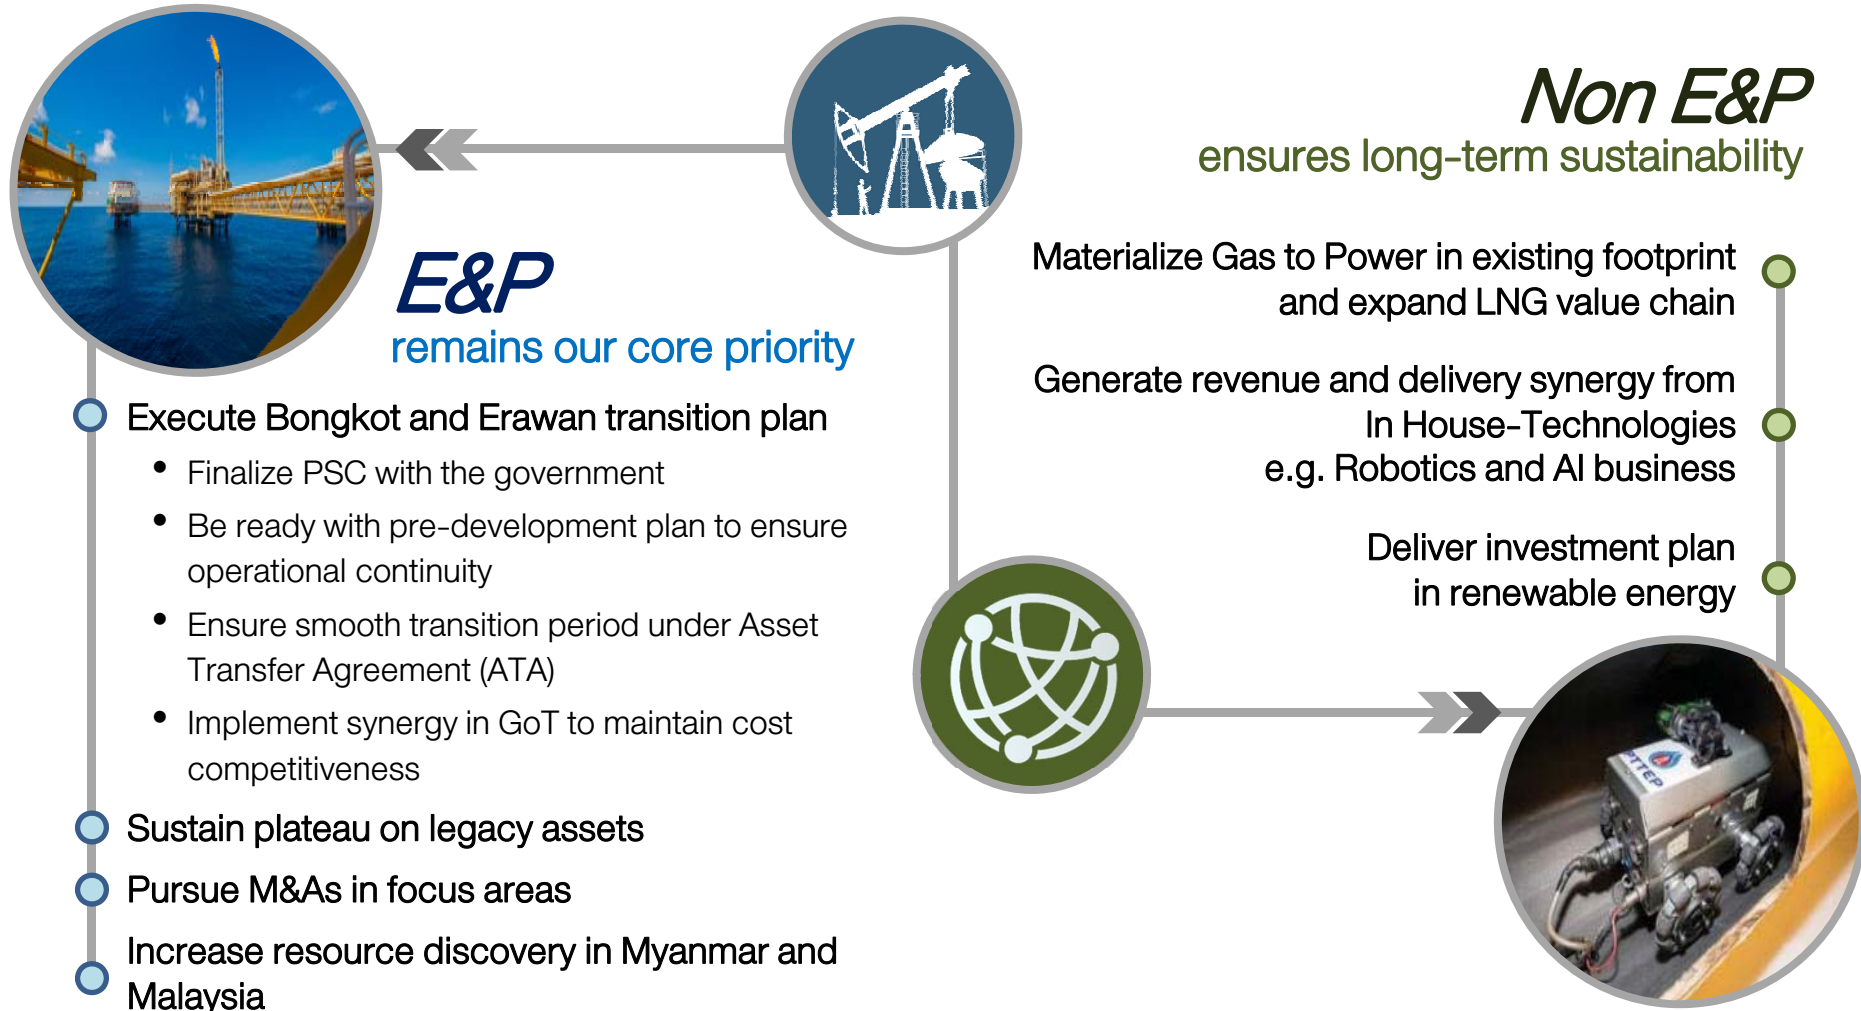 E&P
remains our core priority
Execute Bongkot and Erawan transition plan
• Finalize PSC with the government
• Be ready with pre-development plan to ensure
operational continuity
• Ensure smooth transition period under Asset
Transfer Agreement (ATA)
• Implement synergy in GoT to maintain cost
competitiveness
Sustain plateau on legacy assets
Pursue M&As in focus areas
Increase resource discovery in Myanmar and
Malaysia
Non E&P
ensures long-term sustainability
Materialize Gas to Power in existing footprint
and expand LNG value chain
Generate revenue and delivery synergy from
In House-Technologies
e.g. Robotics and AI business
Deliver investment plan
in renewable energy
PTTEP